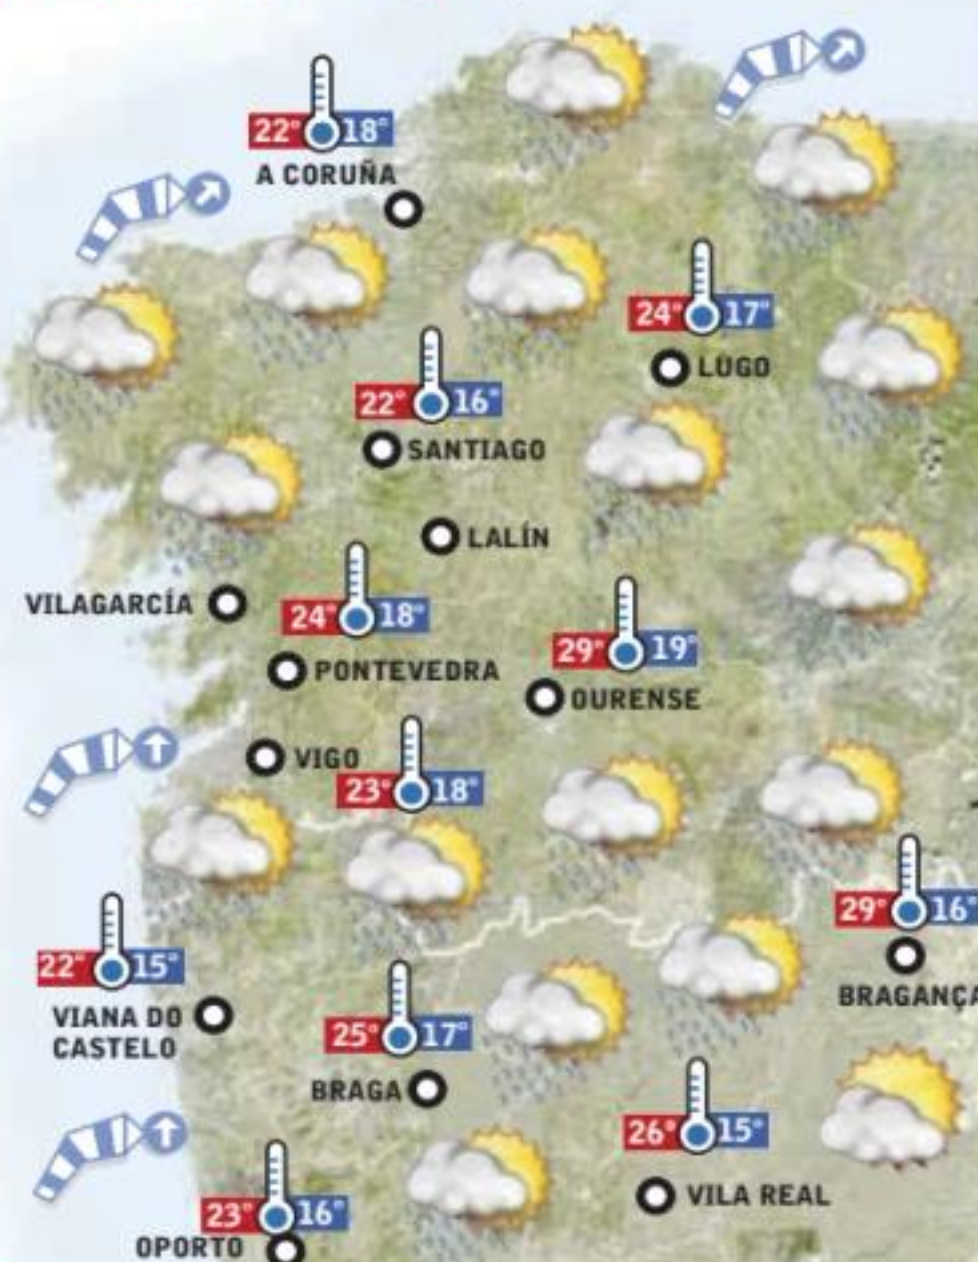 22° 18°
A CORUÑA
24° 17°
LUGO
22° 16°
SANTIAGO
LALÍN
VILAGARCÍA
24° 18°
PONTEVEDRA
29° 19°
OURENSE
VIGO
23° 18°
29° 16°
BRAGANÇA
22° 15°
VIANA DO
CASTELO
25° 17°
BRAGA
26° 15°
VILA REAL
23° 16°
OPORTO